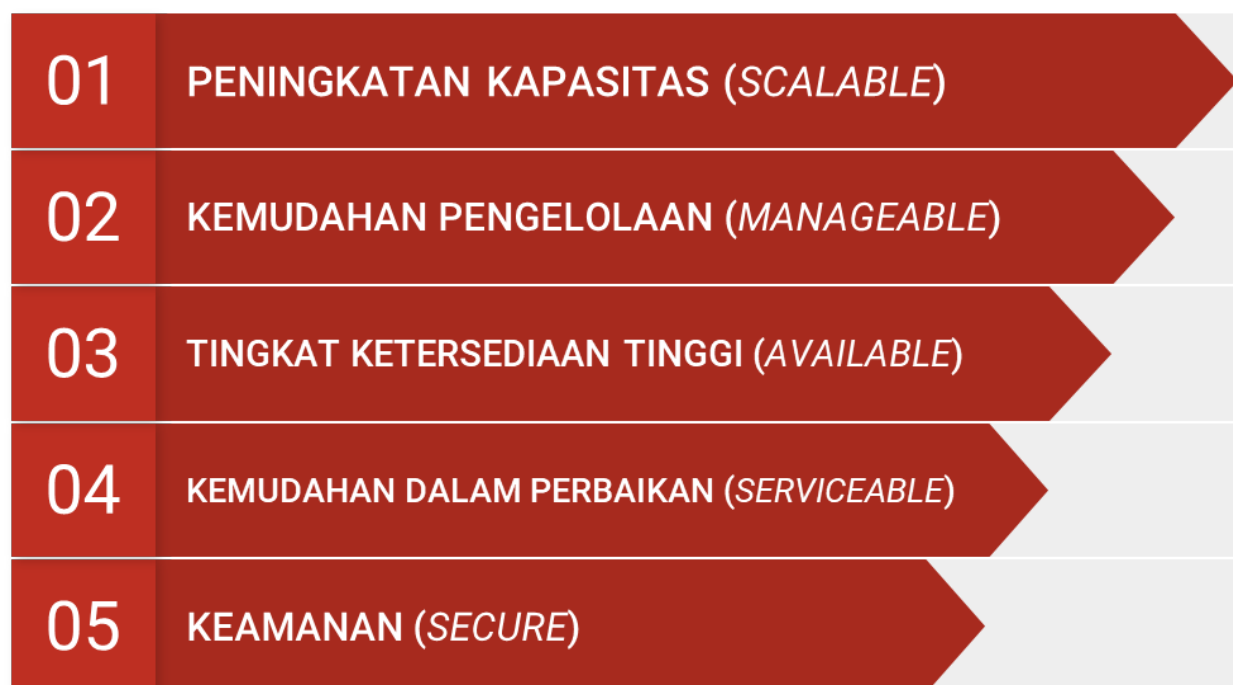 01
PENINGKATAN KAPASITAS (SCALABLE)
02
KEMUDAHAN PENGELOLAAN (MANAGEABLE)
03
TINGKAT KETERSEDIAAN TINGGI (AVAILABLE)
04
KEMUDAHAN DALAM PERBAIKAN (SERVICEABLE)
05
KEAMANAN (SECURE)